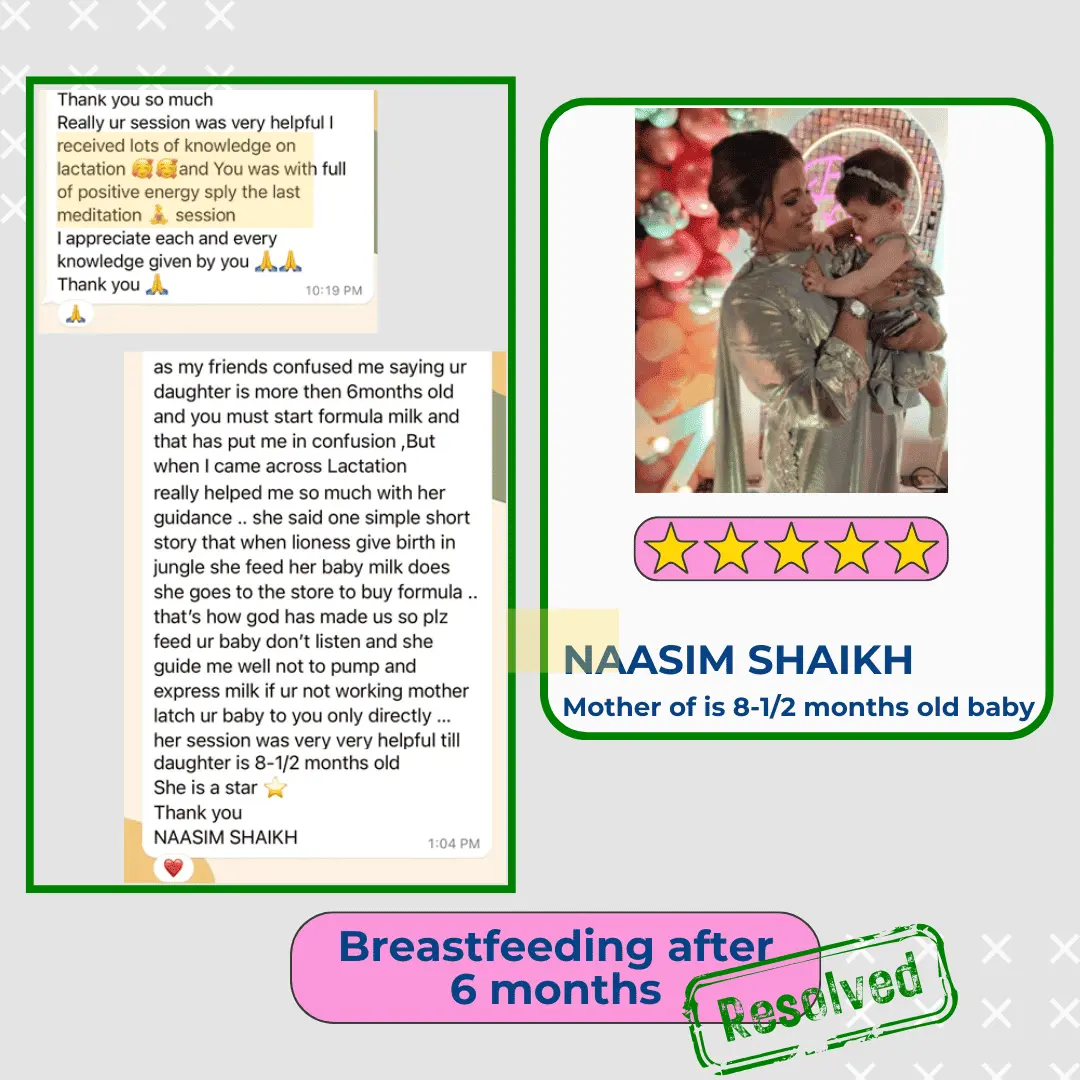 Thank you so much
Really ur session was very helpful I
received lots of knowledge on
lactation 🥰🥰and You was with full
of positive energy sply the last
meditation 🧘 session
I appreciate each and every
knowledge given by you 🙏🙏
Thank you 🙏
10:19 PM
🙏
as my friends confused me saying ur
daughter is more then 6months old
and you must start formula milk and
that has put me in confusion ,But
when I came across Lactation
really helped me so much with her
guidance .. she said one simple short
story that when lioness give birth in
jungle she feed her baby milk does
she goes to the store to buy formula ..
that's how god has made us so plz
feed ur baby don't listen and she
guide me well not to pump and
express milk if ur not working mother
latch ur baby to you only directly ...
her session was very very helpful till
daughter is 8-1/2 months old
She is a star ⭐
Thank you
NAASIM SHAIKH
1:04 PM
❤️
NAASIM SHAIKH
Mother of is 8-1/2 months old baby
Breastfeeding after
6 months
Resolved